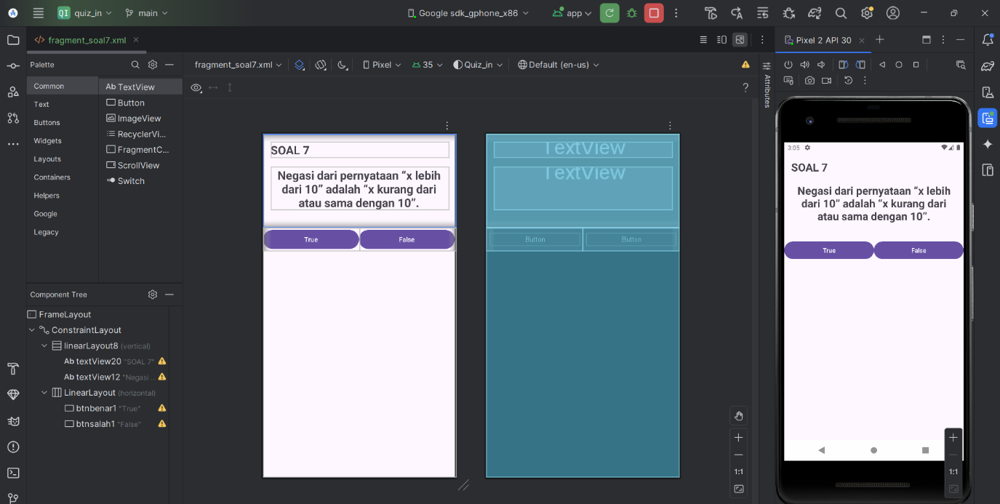 QI quiz_in main Google sdk_gphone_x86 app
</> fragment_soal7.xml Pixel 2 API 30
Palette fragment_soal7.xml Pixel 35 Quiz_in Default (en-us)
Common
Text
Buttons
Widgets
Layouts
Containers
Helpers
Google
Legacy
Ab TextView
Button
ImageView
RecyclerVi...
FragmentC...
ScrollView
Switch
?
Attributes
Component Tree
FrameLayout
ConstraintLayout
linearLayout8 (vertical)
Ab textView20 "SOAL 7"
Ab textView12 "Negasi ...
LinearLayout (horizontal)
btnbenar1 "True"
btnsalah1 "False"
SOAL 7
Negasi dari pernyataan “x lebih
dari 10” adalah “x kurang dari
atau sama dengan 10”.
True False
TextView
TextView
Button Button
1:1
3:05
SOAL 7
Negasi dari pernyataan “x lebih
dari 10” adalah “x kurang dari
atau sama dengan 10”.
True False
1:1